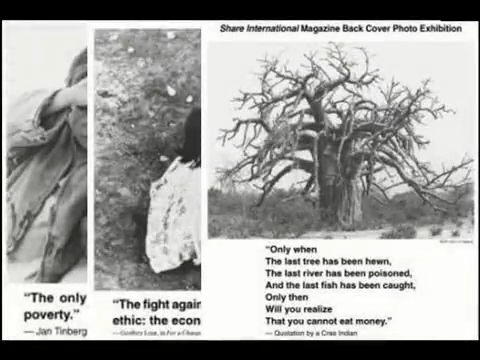 Share International Magazine Back Cover Photo Exhibition
"The only
poverty."
— Jan Tinberg
"The fight again
ethic: the econ
"Only when
The last tree has been hewn,
The last river has been poisoned,
And the last fish has been caught,
Only then
Will you realize
That you cannot eat money."
— Quotation by a Cree Indian